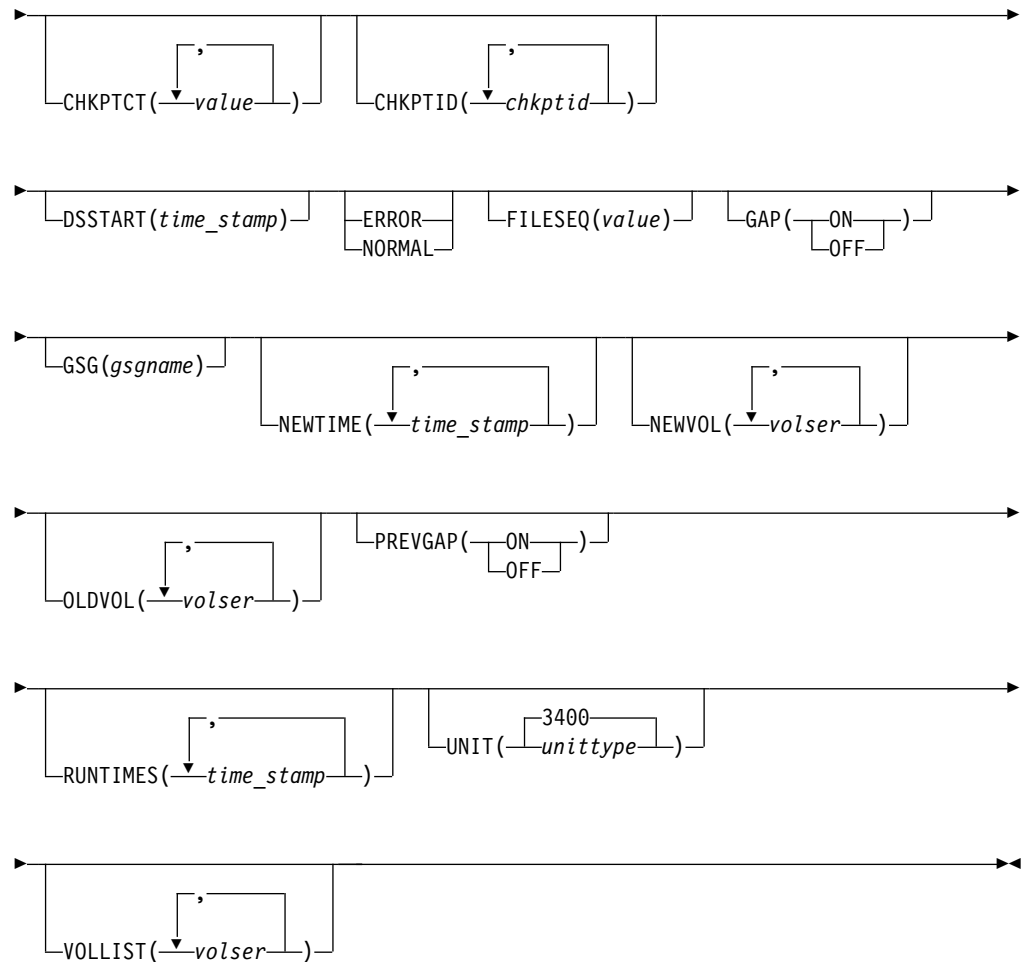 ,
,
CHKPTCT( value ) CHKPTID( chkptid )
DSSTART(time_stamp) ERROR FILESEQ(value) GAP( ON )
NORMAL OFF
GSG(gsgname) , ,
NEWTIME( time_stamp ) NEWVOL( volser )
, PREVGAP( ON )
OFF
OLDVOL( volser )
, 3400
UNIT( unittype )
RUNTIMES( time_stamp )
,
VOLLIST( volser )